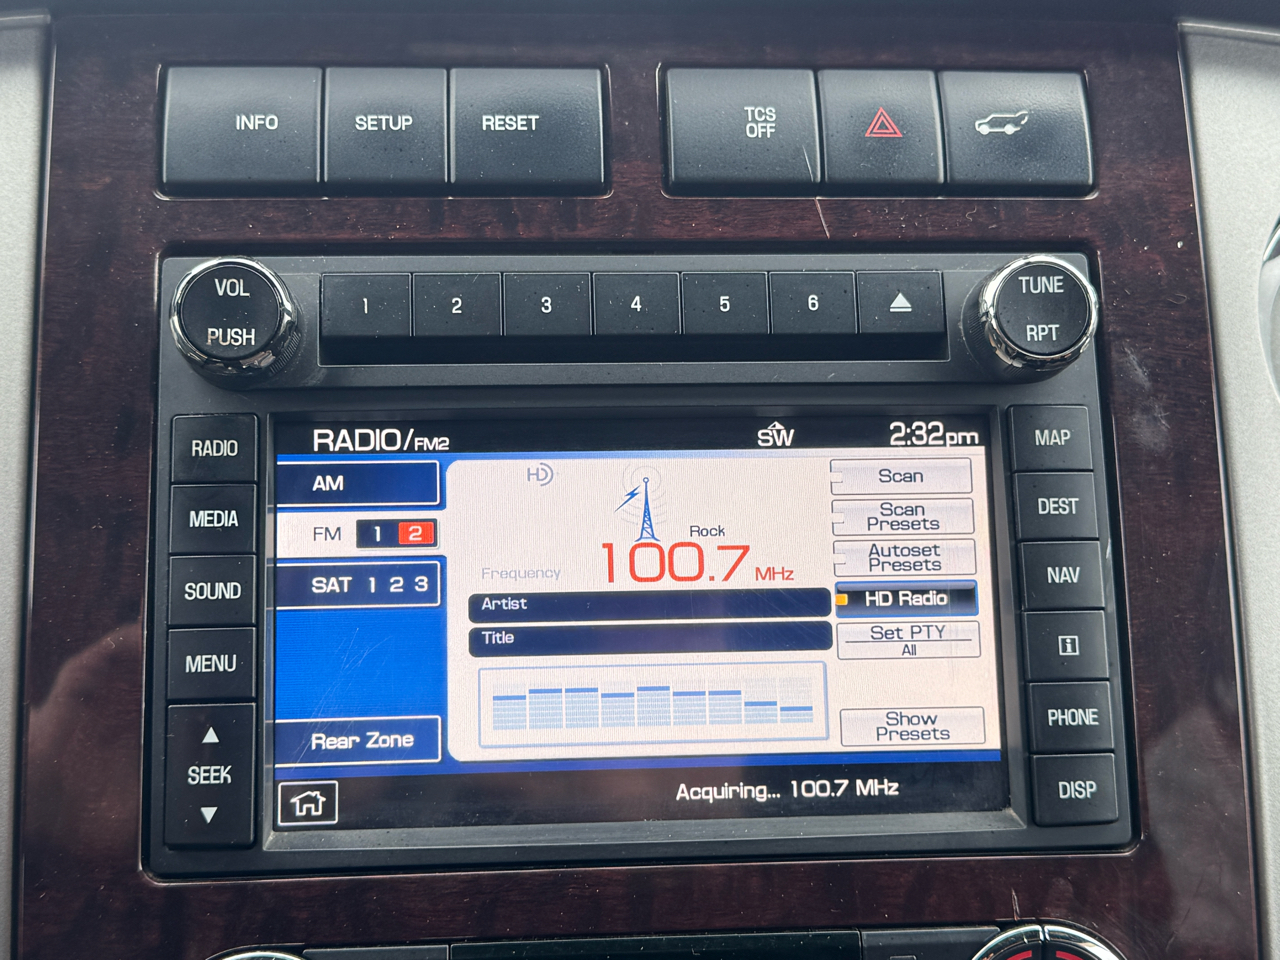 INFO SETUP RESET TCS OFF
VOL PUSH 1 2 3 4 5 6 TUNE RPT
RADIO
MEDIA
SOUND
MENU
SEEK
RADIO/FM2 SW 2:32pm
AM
FM 1 2
SAT 1 2 3
Rear Zone
HD
Rock
Frequency 100.7 MHz
Artist
Title
Scan
Scan
Presets
Autoset
Presets
HD Radio
Set PTY
All
Show
Presets
Acquiring... 100.7 MHz
MAP
DEST
NAV
i
PHONE
DISP